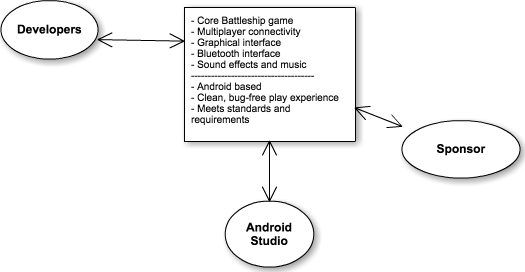 Developers
- Core Battleship game
- Multiplayer connectivity
- Graphical interface
- Bluetooth interface
- Sound effects and music
-------------------------------------
- Android based
- Clean, bug-free play experience
- Meets standards and
requirements
Sponsor
Android
Studio